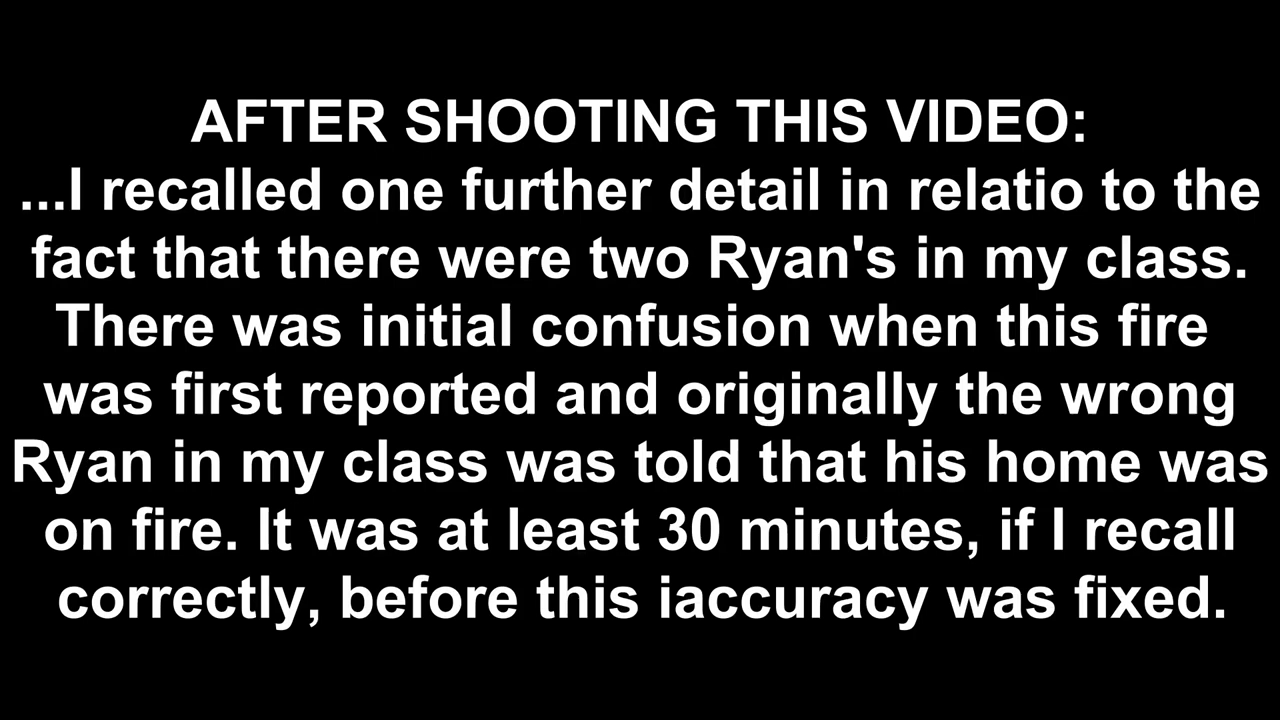 AFTER SHOOTING THIS VIDEO:
...I recalled one further detail in relatio to the
fact that there were two Ryan's in my class.
There was initial confusion when this fire
was first reported and originally the wrong
Ryan in my class was told that his home was
on fire. It was at least 30 minutes, if I recall
correctly, before this iaccuracy was fixed.